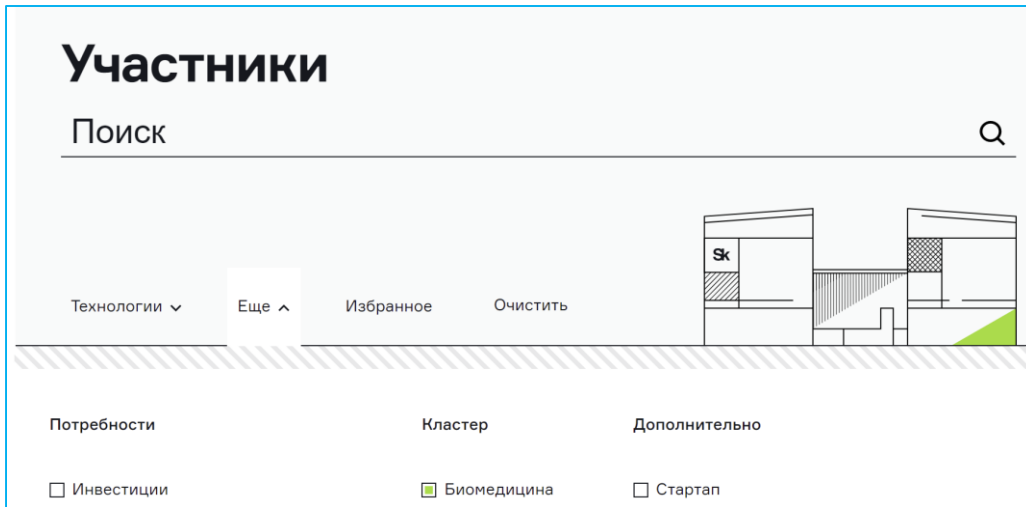 Участники
Поиск
Sk
Технологии Еще Избранное Очистить
Потребности Кластер Дополнительно
Инвестиции Биомедицина Стартап